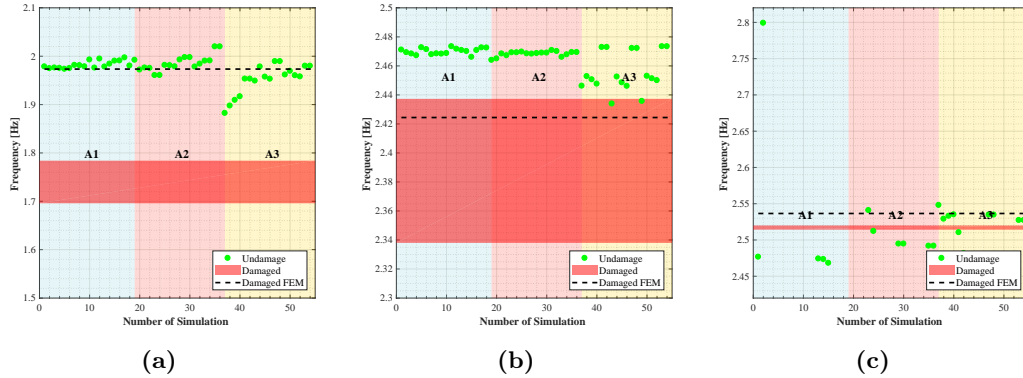 2.1
2
1.9
1.8
1.7
1.6
1.5
Frequency [Hz]
A1
A2
A3
Undamage
Damaged
Damaged FEM
0 10 20 30 40 50
Number of Simulation
(a)
2.5
2.48
2.46
2.44
2.42
2.4
2.38
2.36
2.34
2.32
2.3
Frequency [Hz]
A1
A2
A3
Undamage
Damaged
Damaged FEM
0 10 20 30 40 50
Number of Simulation
(b)
2.8
2.75
2.7
2.65
2.6
2.55
2.5
2.45
Frequency [Hz]
A1
A2
A3
Undamage
Damaged
Damaged FEM
0 10 20 30 40 50
Number of Simulation
(c)